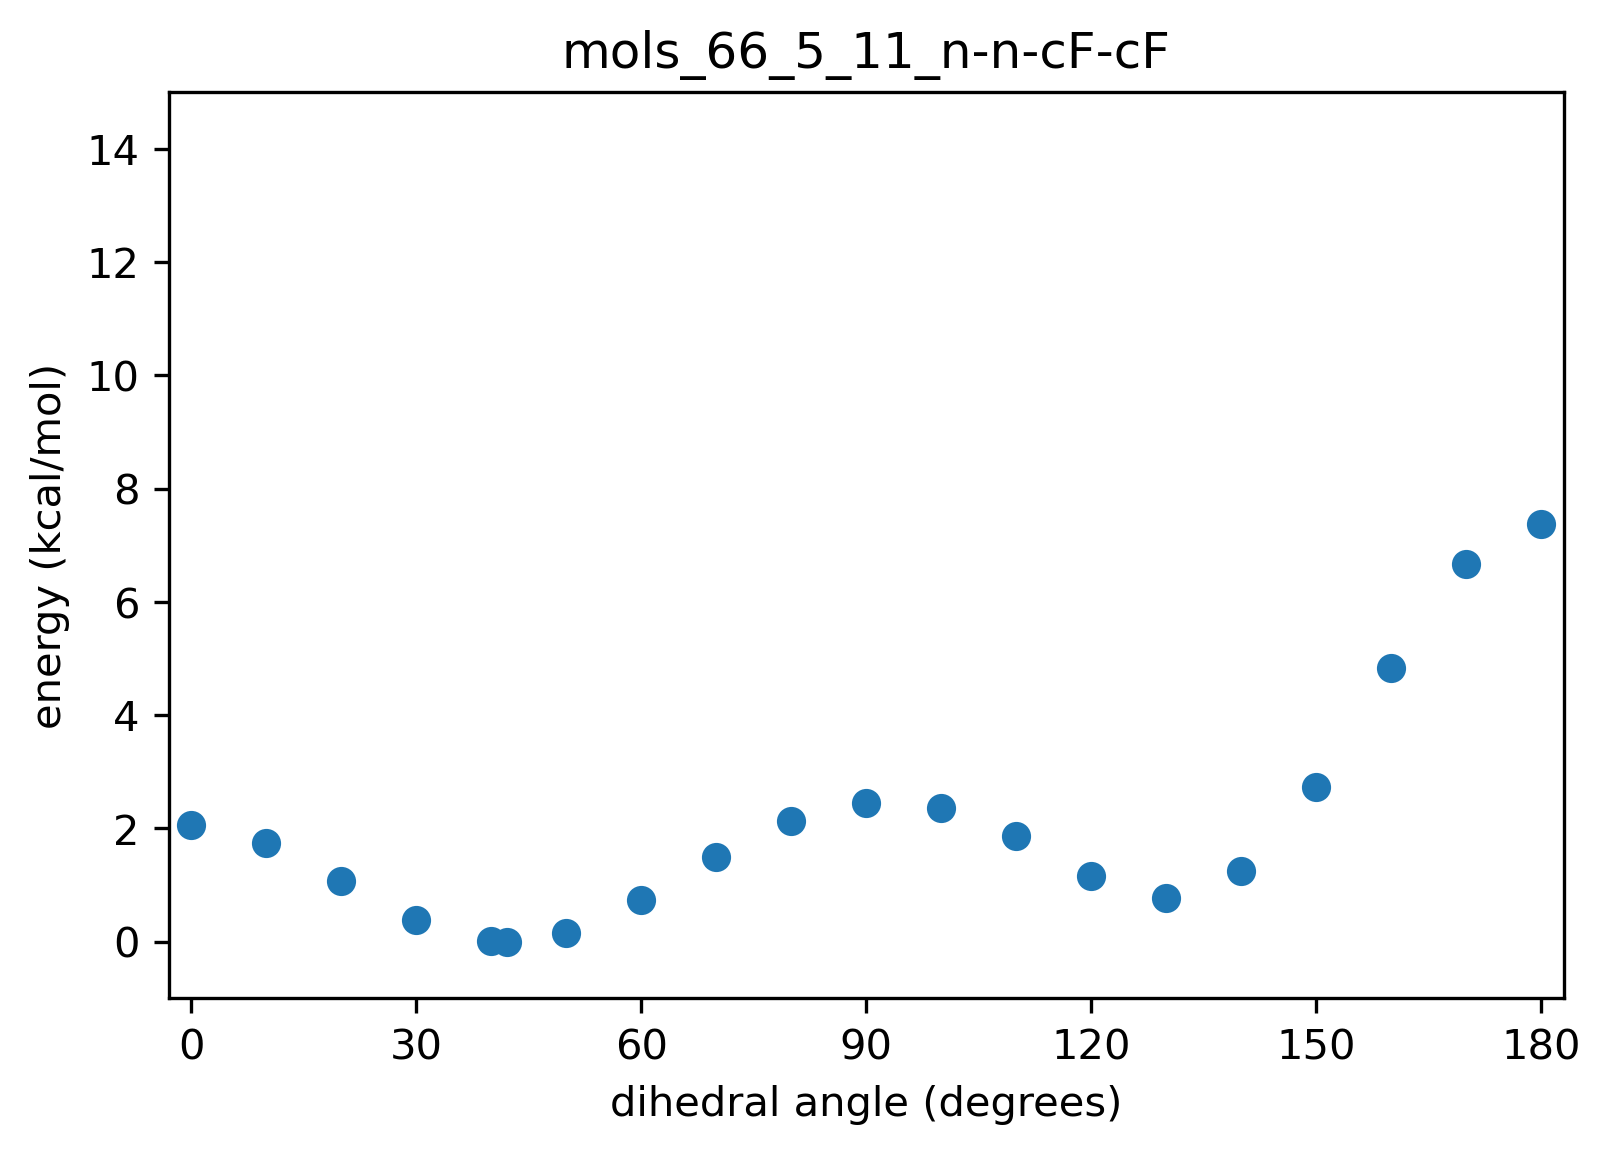 mols_66_5_11_n-n-cF-cF
14
12
10
8
6
4
2
0
energy (kcal/mol)
0 30 60 90 120 150 180
dihedral angle (degrees)